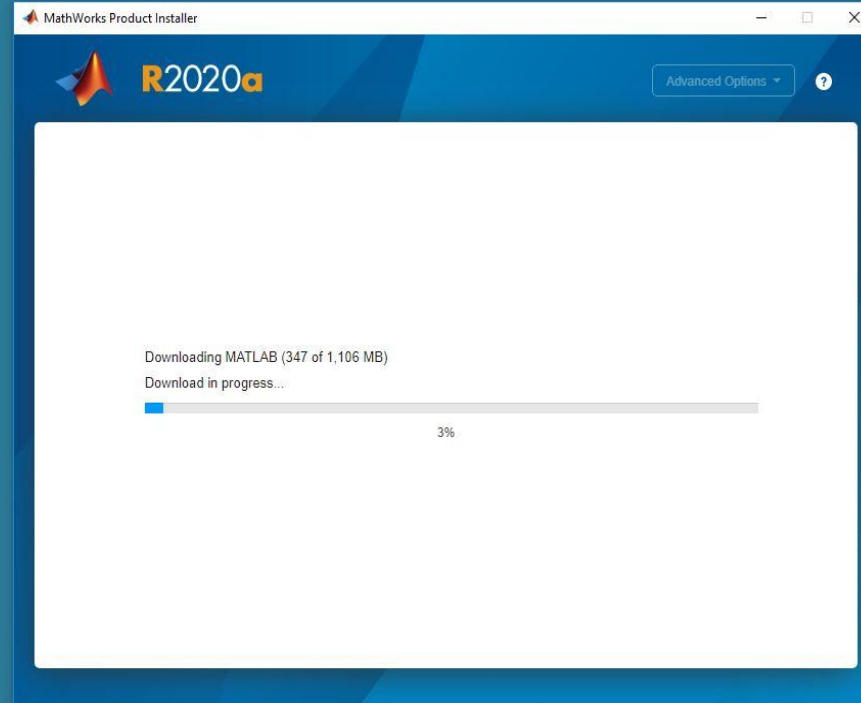 MathWorks Product Installer
R2020a
Advanced Options
?
Downloading MATLAB (347 of 1,106 MB)
Download in progress...
3%